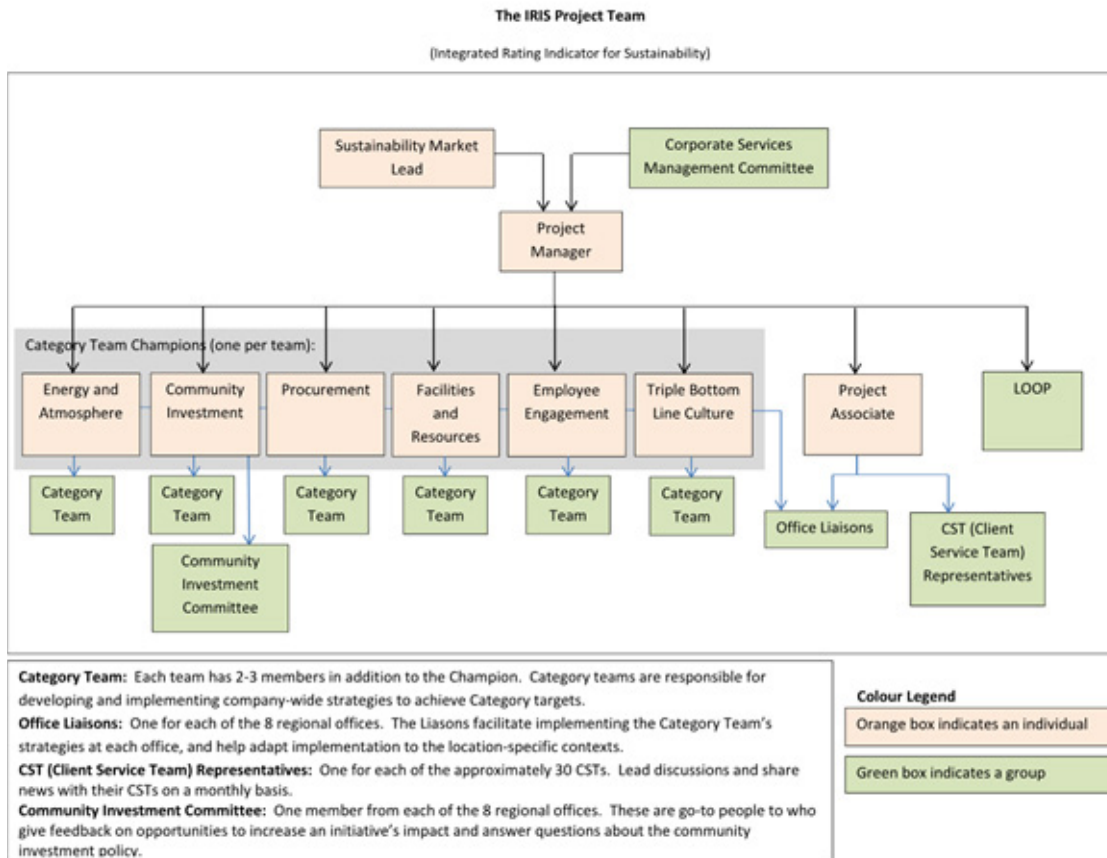 The IRIS Project Team
(Integrated Rating Indicator for Sustainability)
Sustainability Market
Lead
Corporate Services
Management Committee
Project
Manager
Category Team Champions (one per team):
Energy and
Atmosphere
Community
Investment
Procurement
Facilities
and
Resources
Employee
Engagement
Triple Bottom
Line Culture
Project
Associate
LOOP
Category
Team
Category
Team
Category
Team
Category
Team
Category
Team
Category
Team
Office Liaisons
CST (Client
Service Team)
Representatives
Community
Investment
Committee
Category Team: Each team has 2-3 members in addition to the Champion. Category teams are responsible for
developing and implementing company-wide strategies to achieve Category targets.
Office Liaisons: One for each of the 8 regional offices. The Liasons facilitate implementing the Category Team's
strategies at each office, and help adapt implementation to the location-specific contexts.
CST (Client Service Team) Representatives: One for each of the approximately 30 CSTs. Lead discussions and share
news with their CSTs on a monthly basis.
Community Investment Committee: One member from each of the 8 regional offices. These are go-to people to who
give feedback on opportunities to increase an initiative's impact and answer questions about the community
investment policy.
Colour Legend
Orange box indicates an individual
Green box indicates a group